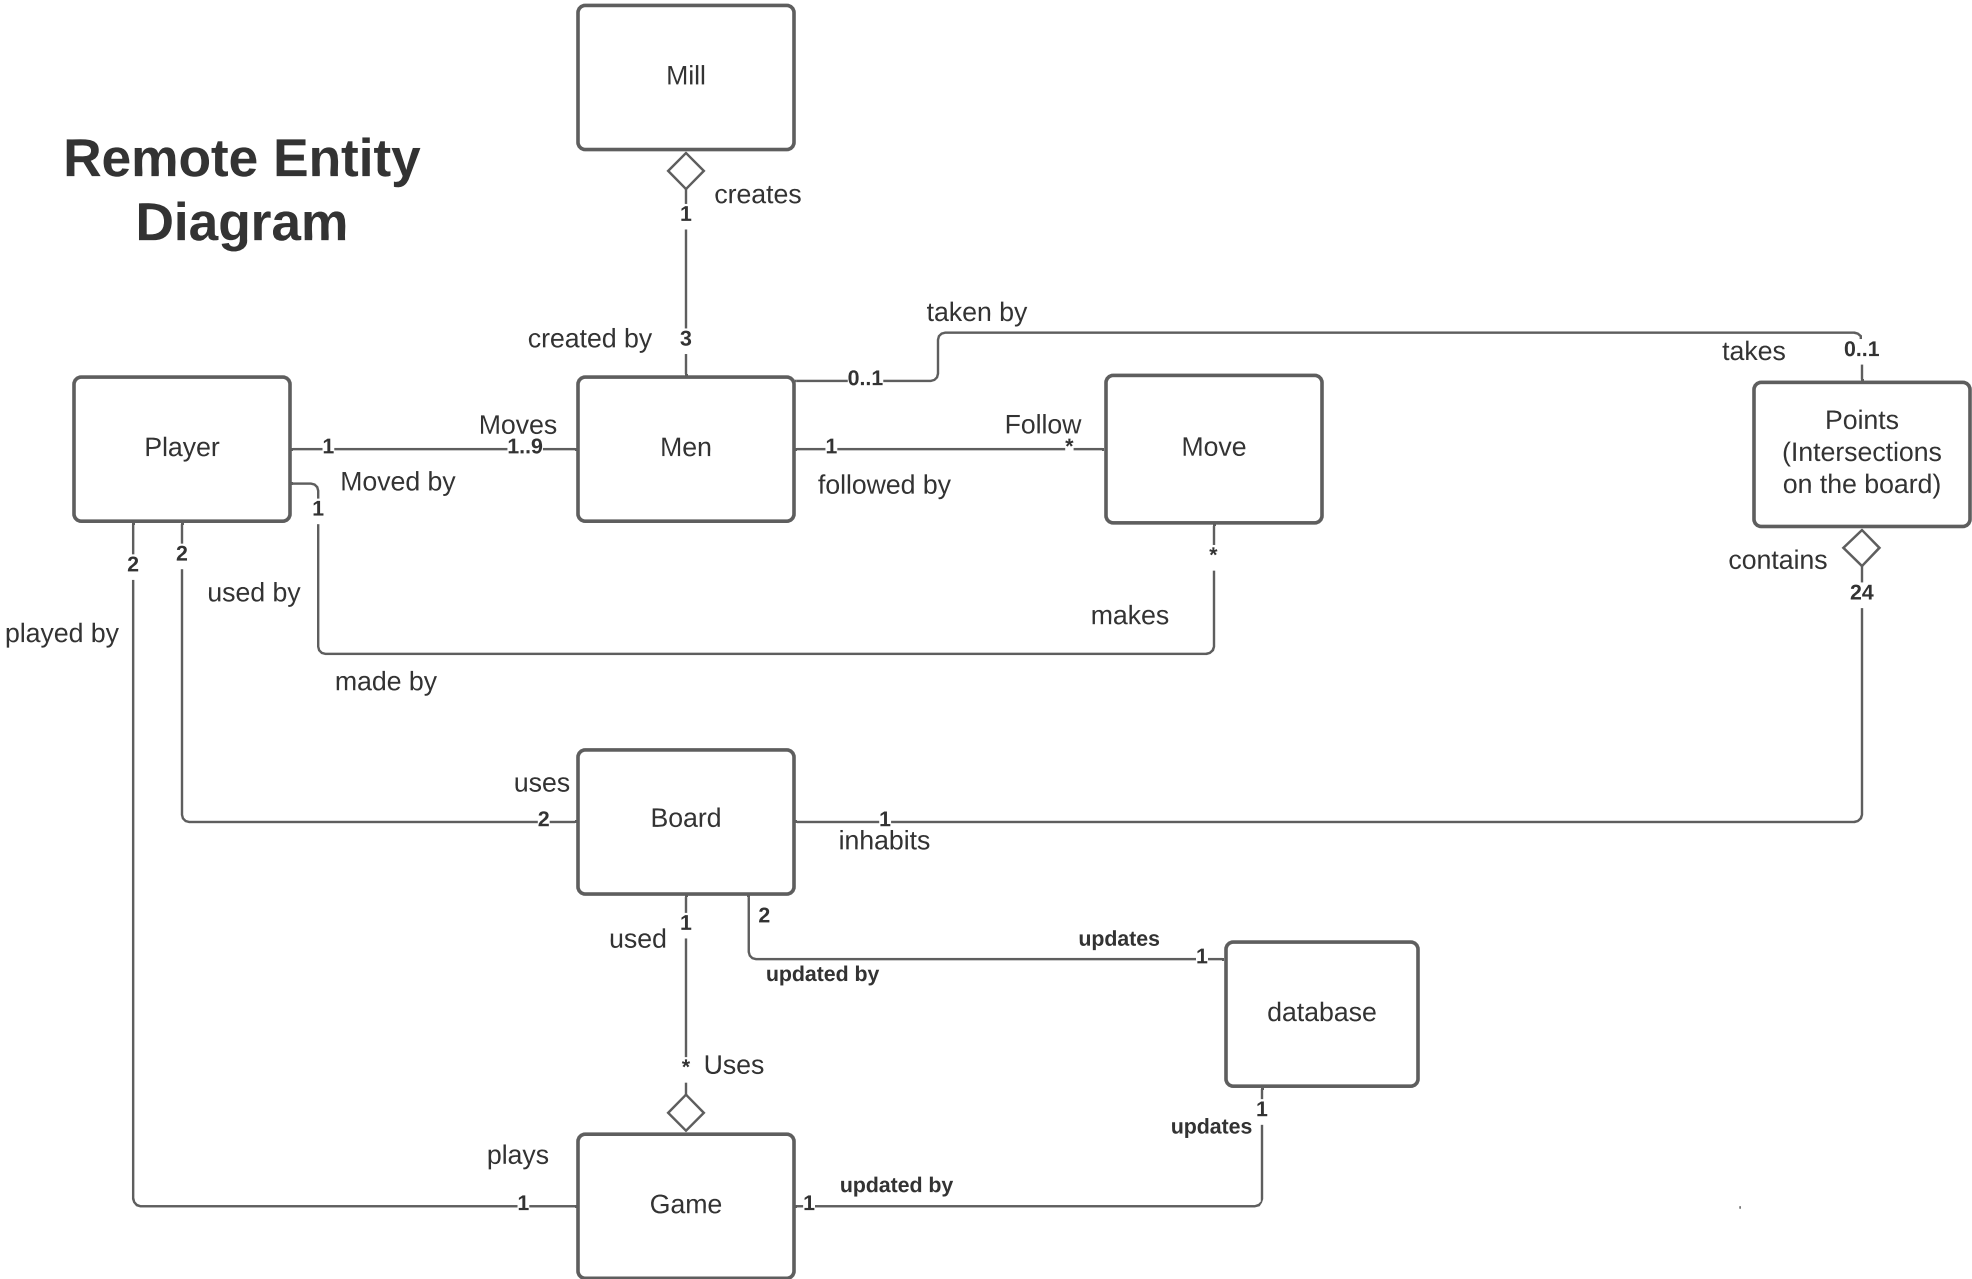 Mill
Remote Entity
Diagram
creates
1
taken by
created by
3
takes
0..1
0..1
Player
1
Moved by
Moves
1..9
Men
1
followed by
Follow
*
Move
Points
(Intersections
on the board)
1
2
2
used by
played by
*
makes
made by
contains
24
uses
2
Board
1
inhabits
1
used
2
updated by
updates
1
database
*
Uses
1
updates
plays
1
Game
1
updated by